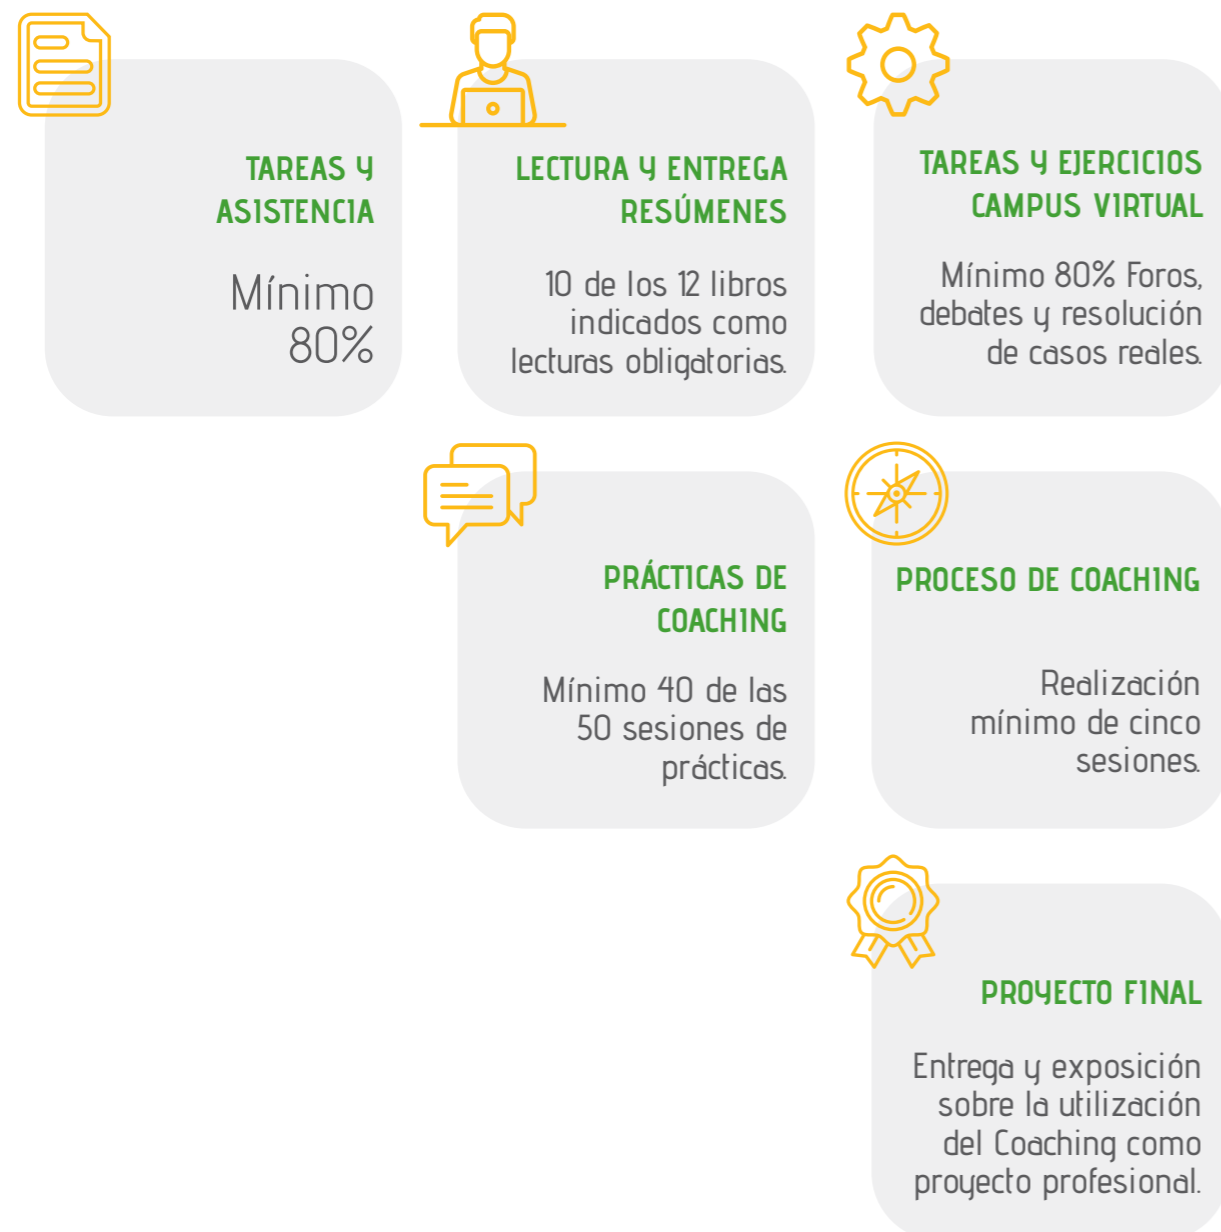 TAREAS Y
ASISTENCIA
Mínimo
80%
LECTURA Y ENTREGA
RESÚMENES
10 de los 12 libros
indicados como
lecturas obligatorias.
TAREAS Y EJERCICIOS
CAMPUS VIRTUAL
Mínimo 80% Foros,
debates y resolución
de casos reales.
PRÁCTICAS DE
COACHING
Mínimo 40 de las
50 sesiones de
prácticas.
PROCESO DE COACHING
Realización
mínimo de cinco
sesiones.
PROYECTO FINAL
Entrega y exposición
sobre la utilización
del Coaching como
proyecto profesional.